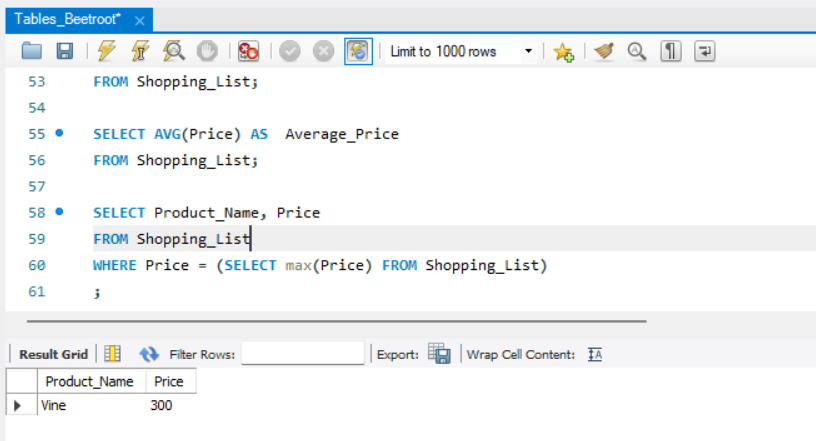 Tables_Beetroot* ×
Limit to 1000 rows
53 FROM Shopping_List;
54
55 SELECT AVG(Price) AS  Average_Price
56 FROM Shopping_List;
57
58 SELECT Product_Name, Price
59 FROM Shopping_List
60 WHERE Price = (SELECT max(Price) FROM Shopping_List)
61 ;
Result Grid Filter Rows: Export: Wrap Cell Content: IA
Product_Name Price
Vine 300